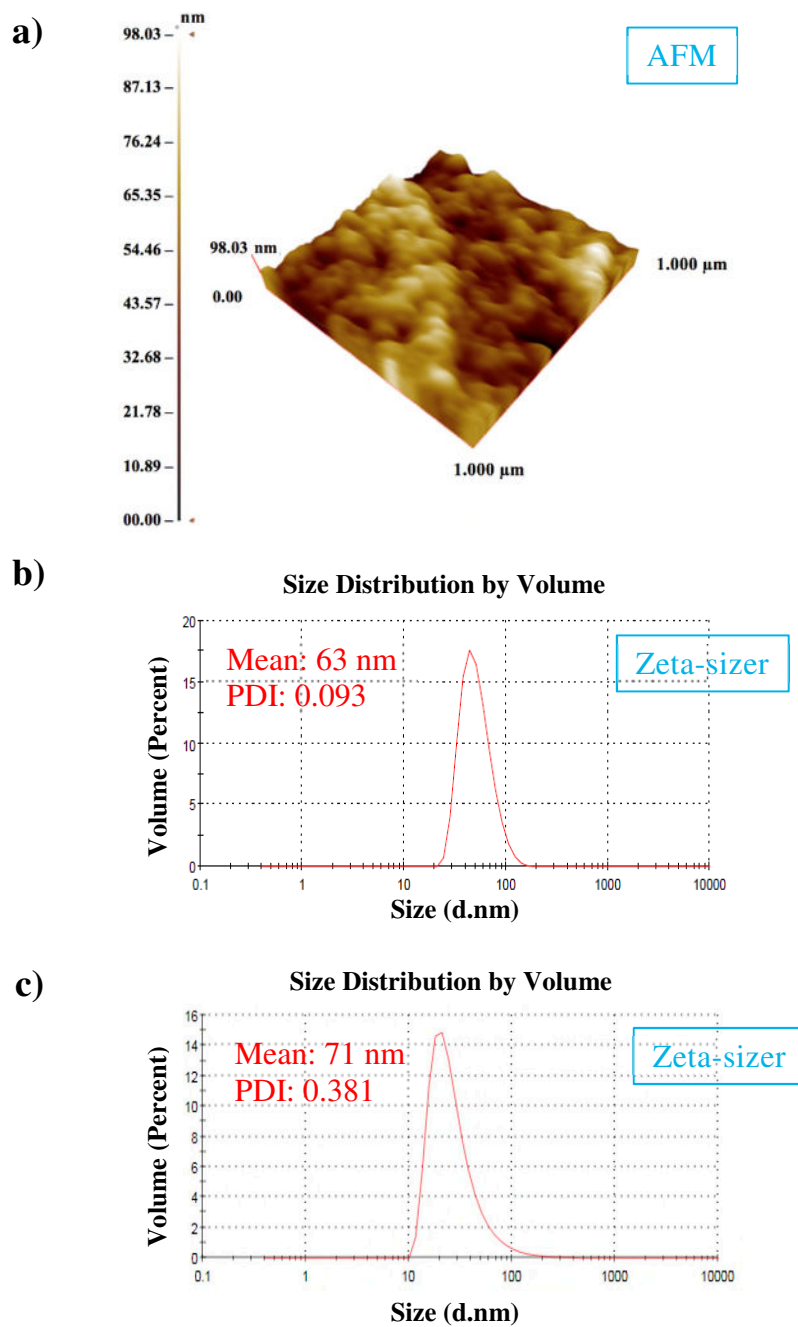 a)
nm
98.03
AFM
87.13
76.24
65.35
54.46
98.03 nm
1.000 µm
0.00
43.57
32.68
21.78
1.000 µm
10.89
00.00
b)
Size Distribution by Volume
20
Mean: 63 nm
Zeta-sizer
15
PDI: 0.093
Volume (Percent)
10
5
0
0.1 1 10 100 1000 10000
Size (d.nm)
c)
Size Distribution by Volume
16
Mean: 71 nm
Zeta-sizer
14
12
PDI: 0.381
Volume (Percent)
10
8
6
4
2
0
0.1 1 10 100 1000 10000
Size (d.nm)